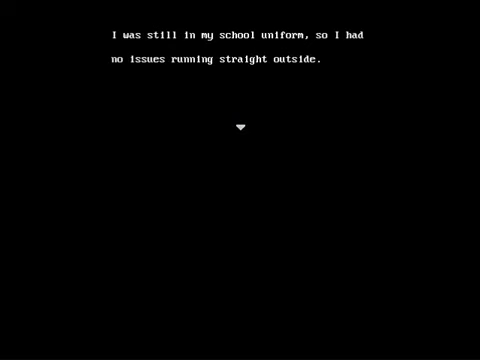 I was still in my school uniform, so I had
no issues running straight outside.